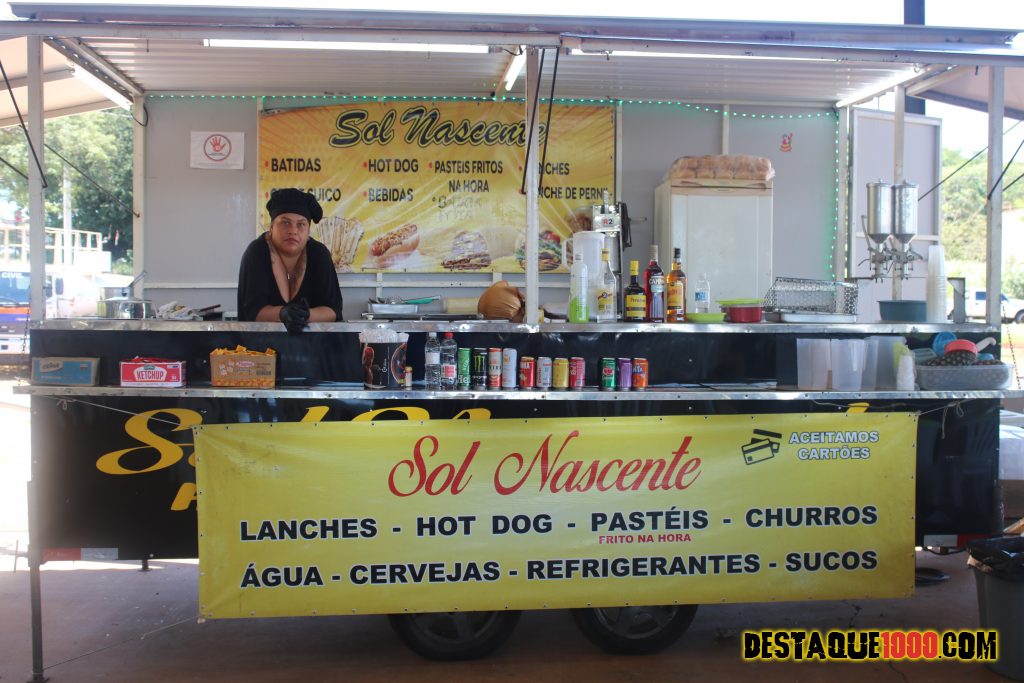 Sol Nascente
• BATIDAS
• HOT DOG
• PASTEIS FRITOS
NA HORA
BEBIDAS
KETCHUP
Sol Nascente
ACEITAMOS
CARTÕES
LANCHES - HOT DOG - PASTÉIS - CHURROS
FRITO NA HORA
ÁGUA - CERVEJAS - REFRIGERANTES - SUCOS
DESTAQUE1000.COM